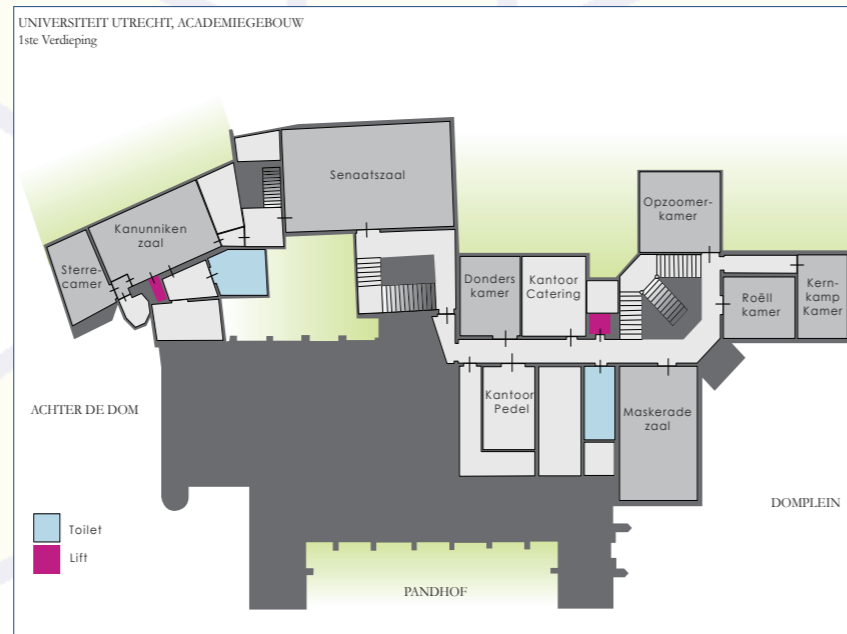 UNIVERSITEIT UTRECHT, ACADEMIEGEBOUW
1ste Verdieping
Senaatszaal
Opzoomer-
kamer
Kanunniken
zaal
Sterre-
camer
Donders
kamer
Kantoor
Catering
Roëll
kamer
Kern-
kamp
Kamer
Kantoor
Pedel
Maskerade
zaal
ACHTER DE DOM
DOMPLEIN
Toilet
Lift
PANDHOF